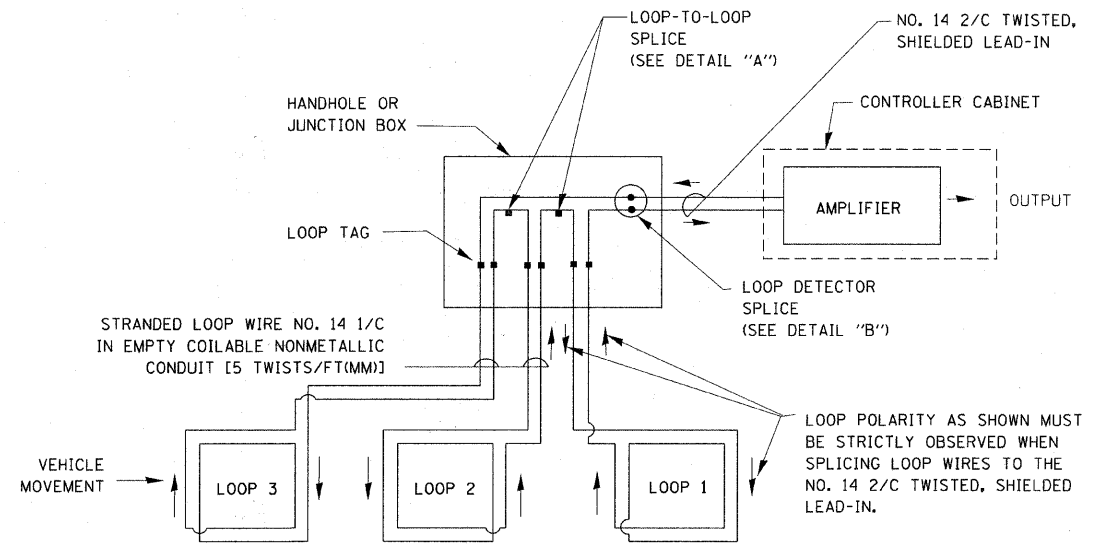 LOOP-TO-LOOP
SPLICE
(SEE DETAIL "A")
NO. 14 2/C TWISTED,
SHIELDED LEAD-IN
HANDHOLE OR
JUNCTION BOX
CONTROLLER CABINET
AMPLIFIER
OUTPUT
LOOP TAG
LOOP DETECTOR
SPLICE
(SEE DETAIL "B")
STRANDED LOOP WIRE NO. 14 1/C
IN EMPTY COILABLE NONMETALLIC
CONDUIT [5 TWISTS/FT(MM)]
LOOP POLARITY AS SHOWN MUST
BE STRICTLY OBSERVED WHEN
SPLICING LOOP WIRES TO THE
NO. 14 2/C TWISTED, SHIELDED
LEAD-IN.
VEHICLE
MOVEMENT
LOOP 3
LOOP 2
LOOP 1